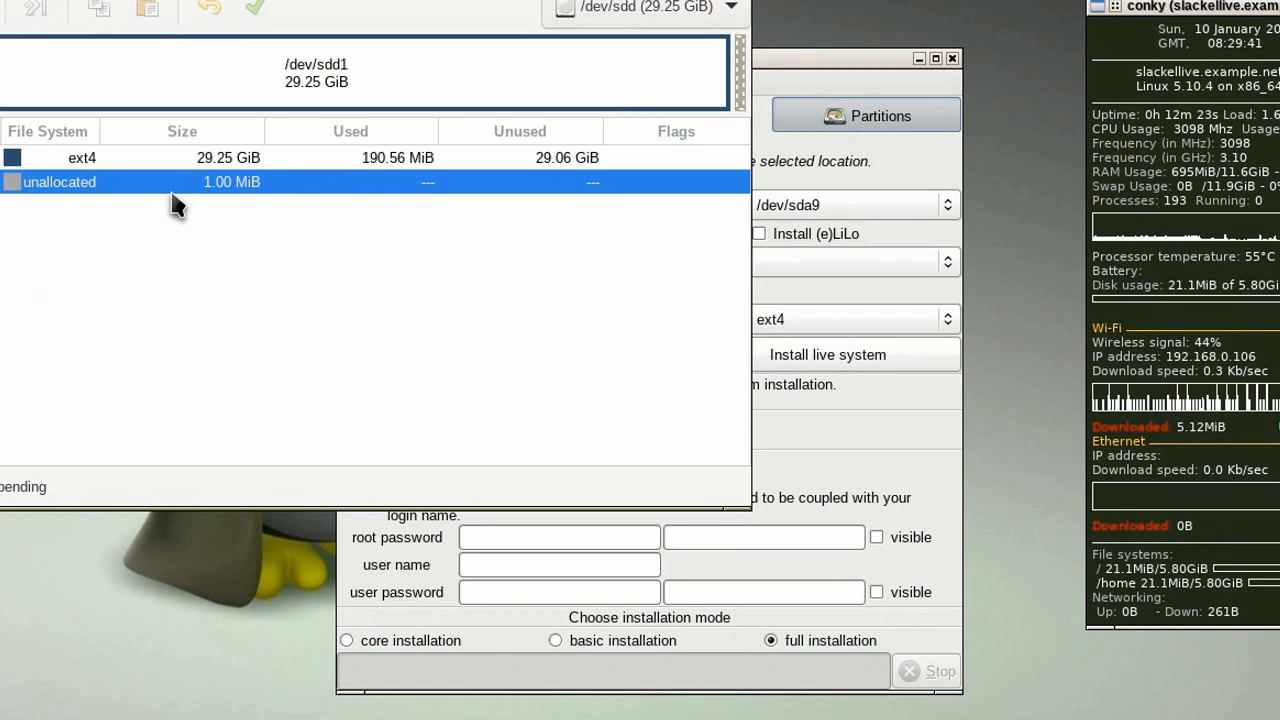 /dev/sdd (29.25 GiB)
/dev/sdd1
29.25 GiB
File System Size Used Unused Flags
ext4 29.25 GiB 190.56 MiB 29.06 GiB
unallocated 1.00 MiB --- ---
pending
Partitions
e selected location.
/dev/sda9
Install (e)LiLo
ext4
Install live system
n installation.
d to be coupled with your
login name.
root password visible
user name
user password visible
Choose installation mode
core installation basic installation full installation
Stop
conky (slackellive.exam
Sun, 10 January 20
GMT, 08:29:41
slackellive.example.net
Linux 5.10.4 on x86_64
Uptime: 0h 12m 23s Load: 1.6
CPU Usage: 3098 Mhz Usage
Frequency (in MHz): 3098
Frequency (in GHz): 3.10
RAM Usage: 695MiB/11.6GiB -
Swap Usage: 0B /11.9GiB - 0%
Processes: 193 Running: 0
Processor temperature: 55°C
Battery:
Disk usage: 21.1MiB of 5.80Gi
Wi-Fi
Wireless signal: 44%
IP address: 192.168.0.106
Download speed: 0.3 Kb/sec
Downloaded: 5.12MiB
Ethernet
IP address:
Download speed: 0.0 Kb/sec
Downloaded: 0B
File systems:
/ 21.1MiB/5.80GiB
/home 21.1MiB/5.80GiB
Networking:
Up: 0B - Down: 261B